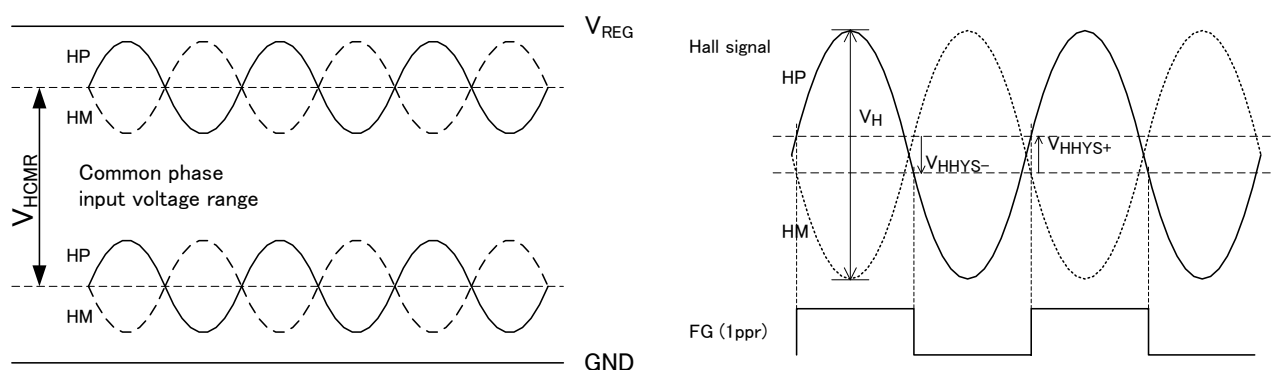 VREG
HP
HM
VHCMR
Common phase
input voltage range
HP
HM
GND
Hall signal
HP
VH
VHHYS-
VHHYS+
HM
FG (1ppr)